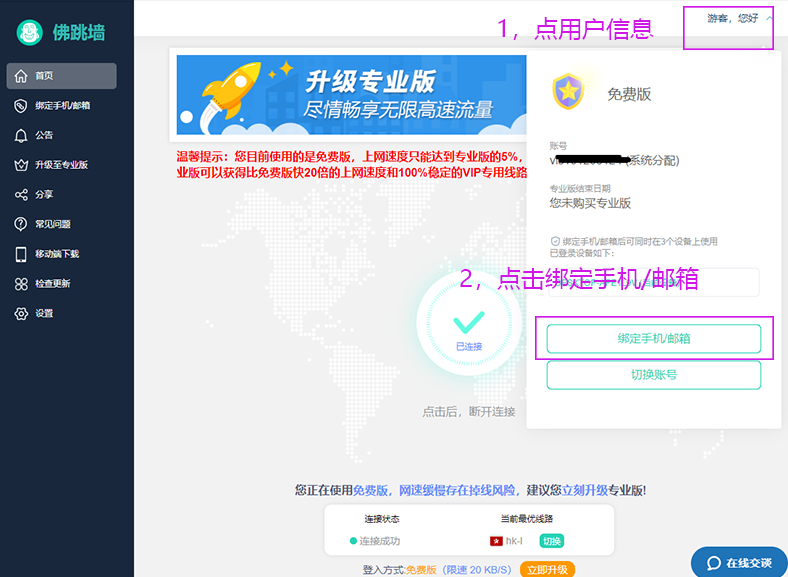 佛跳墙
首页
绑定手机/邮箱
公告
升级至专业版
分享
常见问题
移动端下载
检查更新
设置
1，点用户信息
游客，您好
升级专业版
尽情畅享无限高速流量
温馨提示：您目前使用的是免费版，上网速度只能达到专业版的5%，
业版可以获得比免费版快20倍的上网速度和100%稳定的VIP专用线路
免费版
账号
(系统分配)
专业版结束日期
您未购买专业版
绑定手机/邮箱后可同时在3个设备上使用
已登录设备如下：
2，点击绑定手机/邮箱
绑定手机/邮箱
切换账号
已连接
点击后，断开连接
您正在使用免费版，网速缓慢存在掉线风险，建议您立刻升级专业版!
连接状态
当前最优线路
连接成功
hk-l
切换
登入方式:免费版（限速 20 KB/S）
立即升级
在线交谈